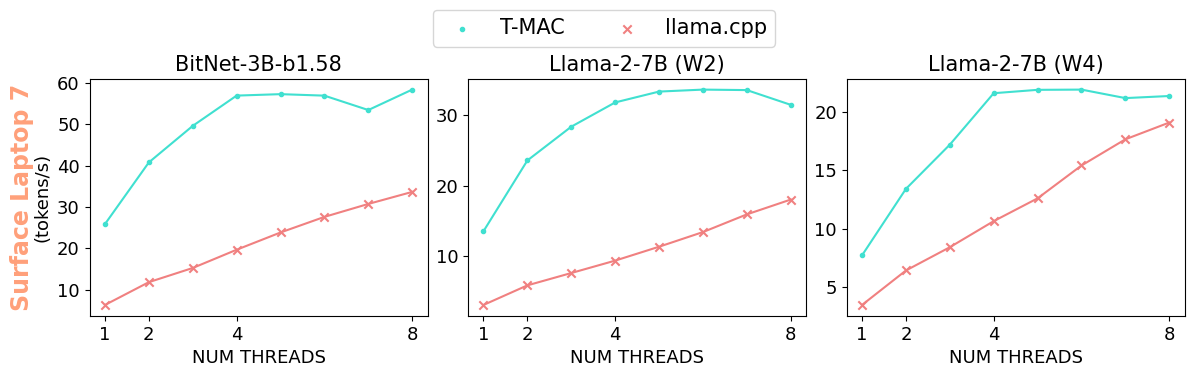 T-MAC llama.cpp
BitNet-3B-b1.58
Surface Laptop 7
(tokens/s)
60
50
40
30
20
10
1 2 4 8
NUM THREADS
Llama-2-7B (W2)
30
20
10
1 2 4 8
NUM THREADS
Llama-2-7B (W4)
20
15
10
5
1 2 4 8
NUM THREADS